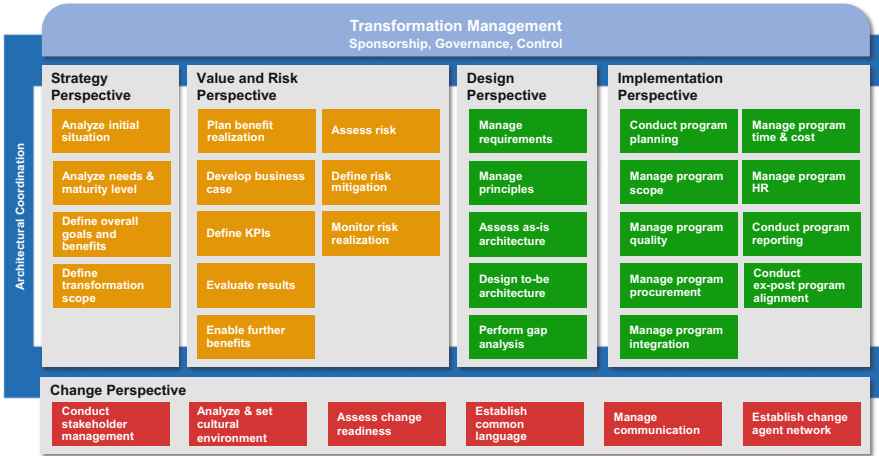 Transformation Management
Sponsorship, Governance, Control
Architectural Coordination
Strategy
Perspective
Analyze initial
situation
Analyze needs &
maturity level
Define overall
goals and
benefits
Define
transformation
scope
Value and Risk
Perspective
Plan benefit
realization
Develop business
case
Define KPIs
Evaluate results
Enable further
benefits
Assess risk
Define risk
mitigation
Monitor risk
realization
Design
Perspective
Manage
requirements
Manage
principles
Assess as-is
architecture
Design to-be
architecture
Perform gap
analysis
Implementation
Perspective
Conduct program
planning
Manage program
scope
Manage program
quality
Manage program
procurement
Manage program
integration
Manage program
time & cost
Manage program
HR
Conduct program
reporting
Conduct
ex-post program
alignment
Change Perspective
Conduct
stakeholder
management
Analyze & set
cultural
environment
Assess change
readiness
Establish
common
language
Manage
communication
Establish change
agent network